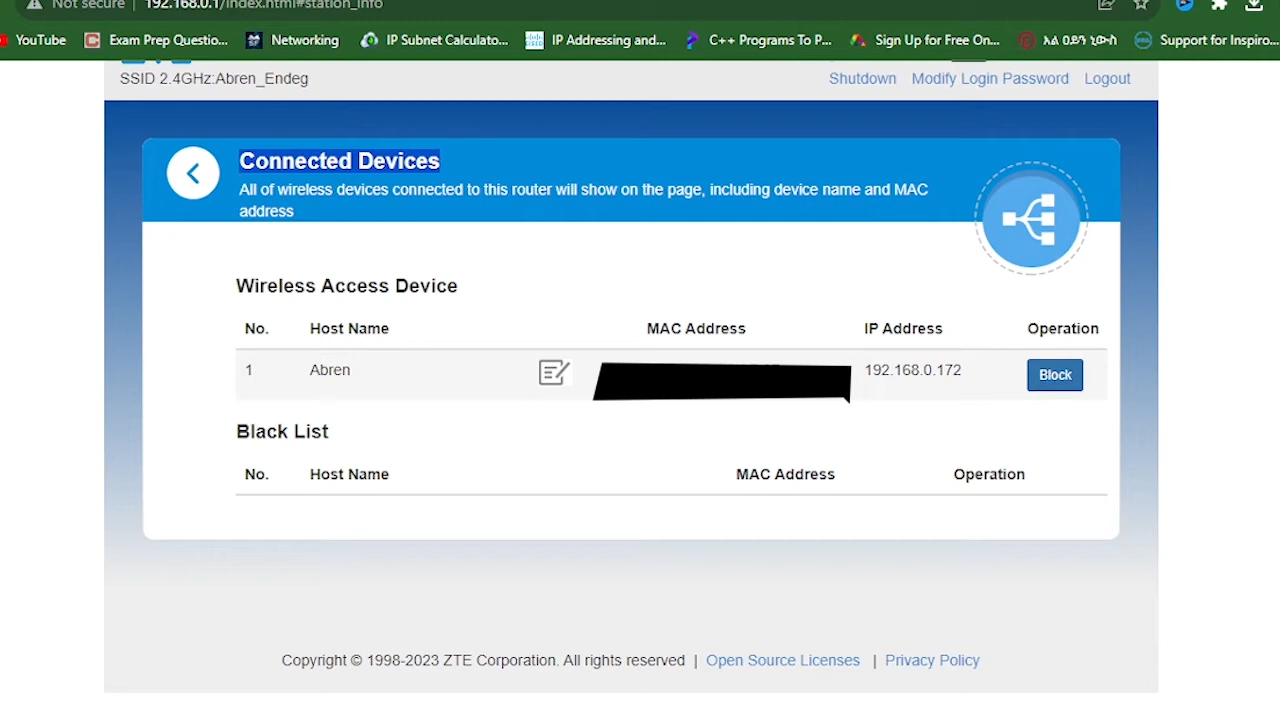 Not secure 192.168.0.1/index.html#station_info
YouTube Exam Prep Questio... Networking IP Subnet Calculato... IP Addressing and... C++ Programs To P... Sign Up for Free On... አል ዐይን ኒውስ Support for Inspiro...
SSID 2.4GHz:Abren_Endeg Shutdown Modify Login Password Logout
Connected Devices
All of wireless devices connected to this router will show on the page, including device name and MAC
address
Wireless Access Device
No. Host Name MAC Address IP Address Operation
1 Abren 192.168.0.172 Block
Black List
No. Host Name MAC Address Operation
Copyright © 1998-2023 ZTE Corporation. All rights reserved | Open Source Licenses | Privacy Policy